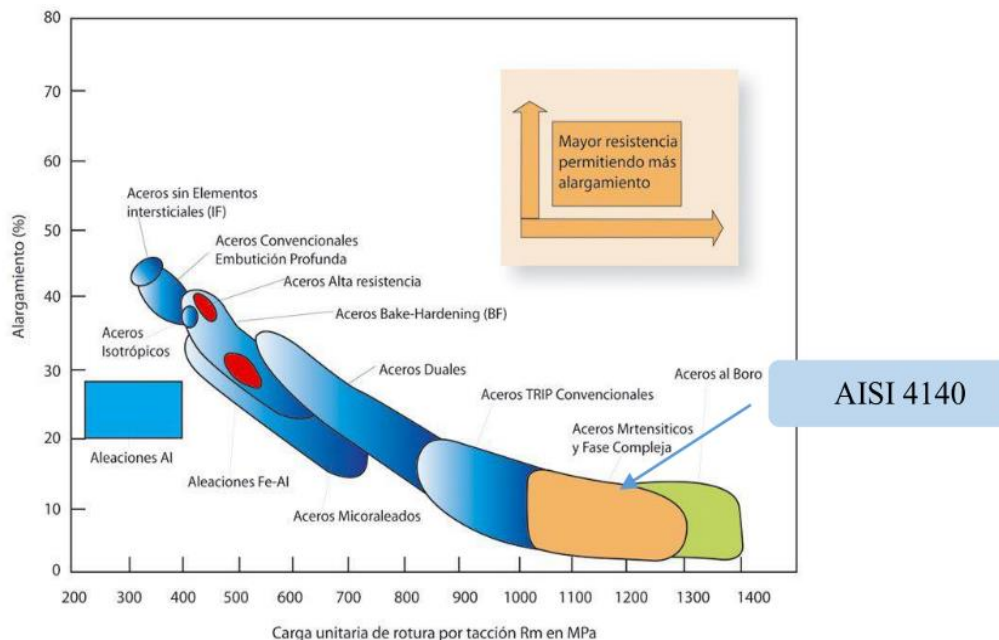 80
70
60
50
40
30
20
10
0
Alargamiento (%)
Mayor resistencia
permitiendo más
alargamiento
Aceros sin Elementos
intersticiales (IF)
Aceros Convencionales
Embutición Profunda
Aceros Alta resistencia
Aceros Bake-Hardening (BF)
Aceros
Isotrópicos
Aceros Duales
Aceros al Boro
AISI 4140
Aceros TRIP Convencionales
Aceros Mrtensiticos
y Fase Compleja
Aleaciones Al
Aleaciones Fe-Al
Aceros Micoraleados
200 300 400 500 600 700 800 900 1000 1100 1200 1300 1400
Carga unitaria de rotura por tacción Rm en MPa